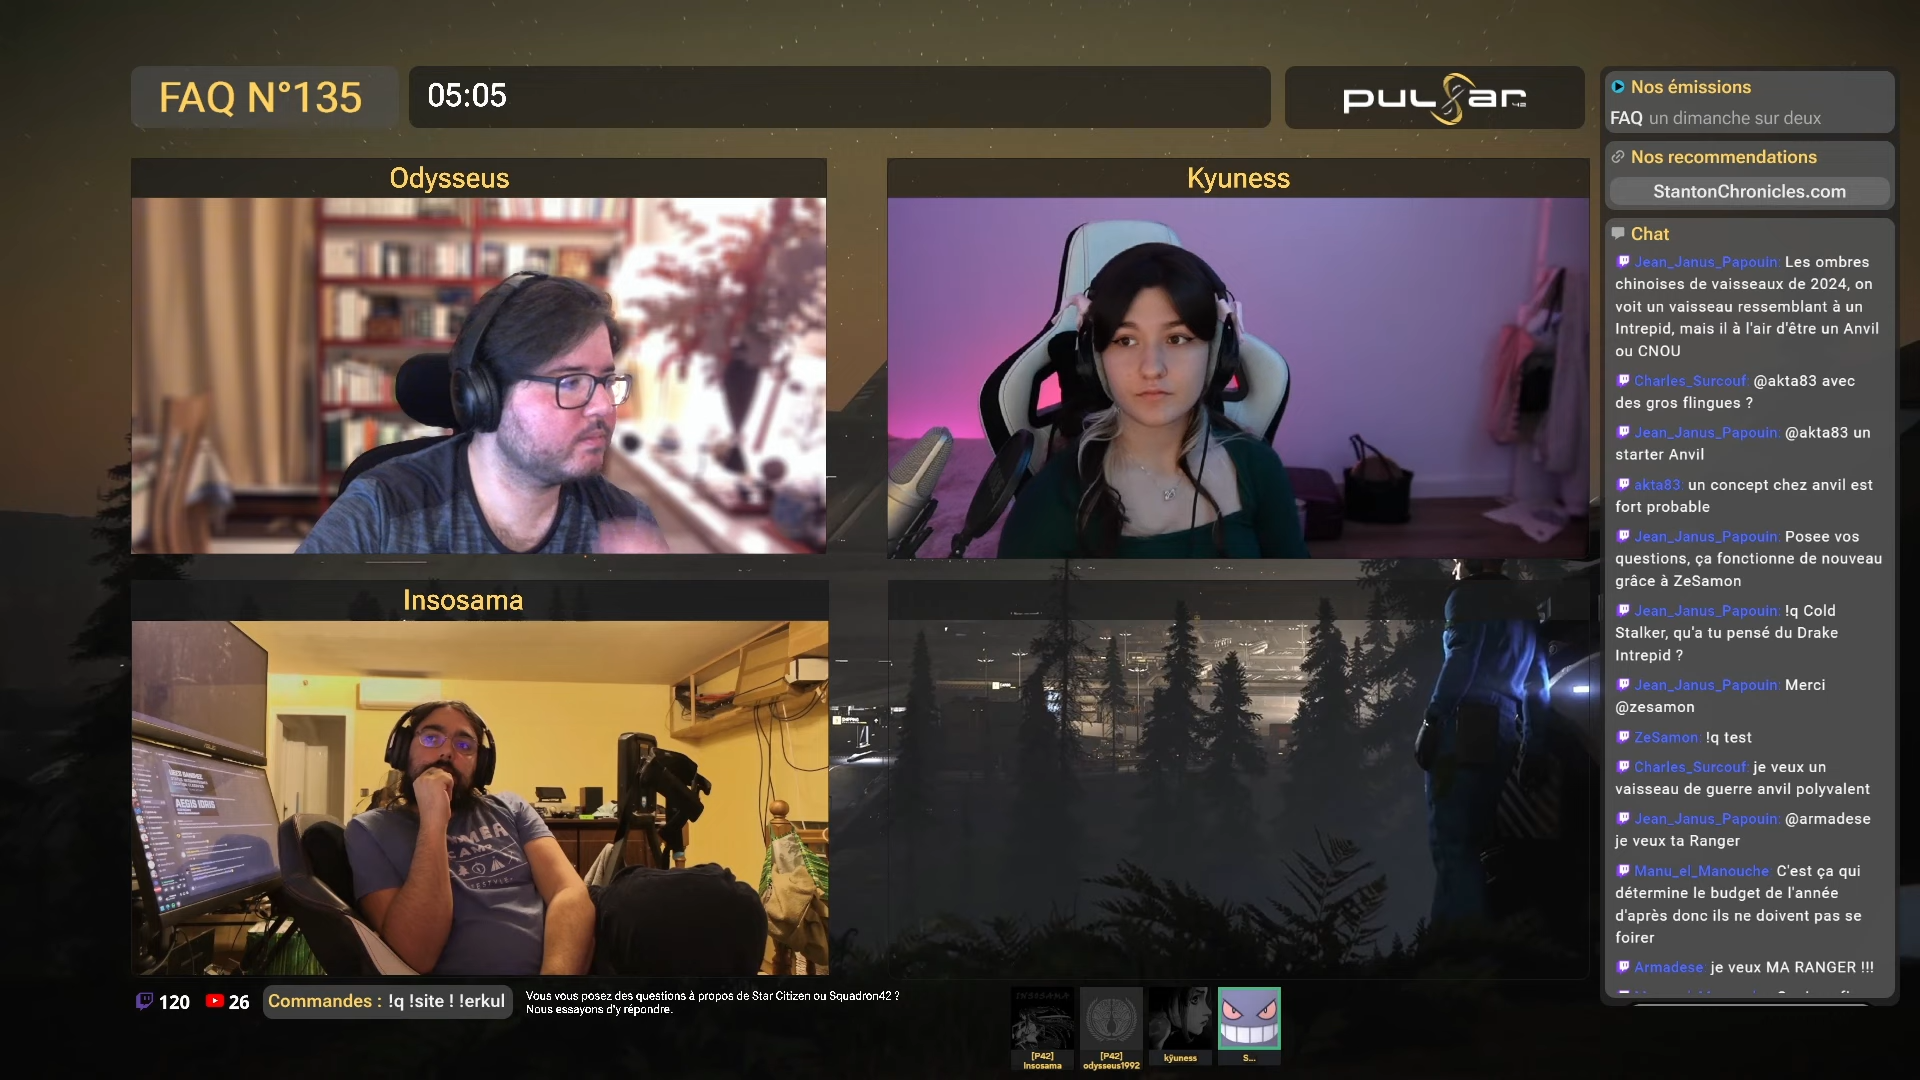 FAQ N°135
05:05
pulsar 42
Odysseus
Kyuness
Insosama
AEGIS IDRIS
SUMMER
CAMP
120
26
Commandes : !q !site ! !erkul
Vous vous posez des questions à propos de Star Citizen ou Squadron42 ?
Nous essayons d'y répondre.
[P42]
Insosama
[P42]
odysseus1992
kÿuness
S...
Nos émissions
FAQ un dimanche sur deux
Nos recommendations
StantonChronicles.com
Chat
Jean_Janus_Papouin: Les ombres
chinoises de vaisseaux de 2024, on
voit un vaisseau ressemblant à un
Intrepid, mais il à l'air d'être un Anvil
ou CNOU
Charles_Surcouf: @akta83 avec
des gros flingues ?
Jean_Janus_Papouin: @akta83 un
starter Anvil
akta83: un concept chez anvil est
fort probable
Jean_Janus_Papouin: Posee vos
questions, ça fonctionne de nouveau
grâce à ZeSamon
Jean_Janus_Papouin: !q Cold
Stalker, qu'a tu pensé du Drake
Intrepid ?
Jean_Janus_Papouin: Merci
@zesamon
ZeSamon: !q test
Charles_Surcouf: je veux un
vaisseau de guerre anvil polyvalent
Jean_Janus_Papouin: @armadese
je veux ta Ranger
Manu_el_Manouche: C'est ça qui
détermine le budget de l'année
d'après donc ils ne doivent pas se
foirer
Armadese: je veux MA RANGER !!!